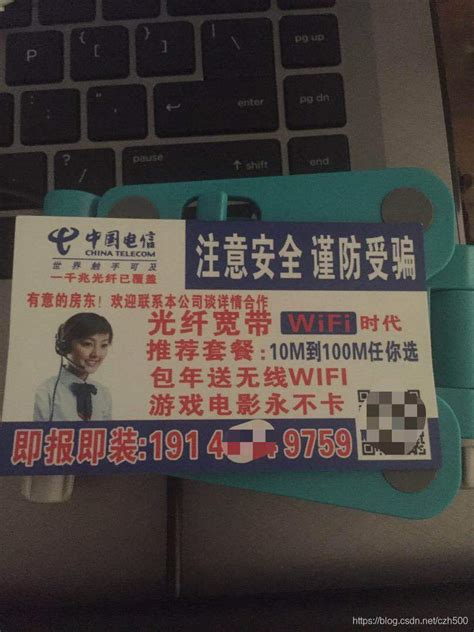 pg up
enter
pg dn
pause
shift
end
中国电信
CHINA TELECOM
世界触手可及
一千兆光纤已覆盖
注意安全 谨防受骗
有意的房东！欢迎联系本公司谈详情合作
光纤宽带 WiFi 时代
推荐套餐：10M到100M任你选
包年送无线WIFI
游戏电影永不卡
即报即装:191 4 4 9759
https://blog.csdn.net/czh500